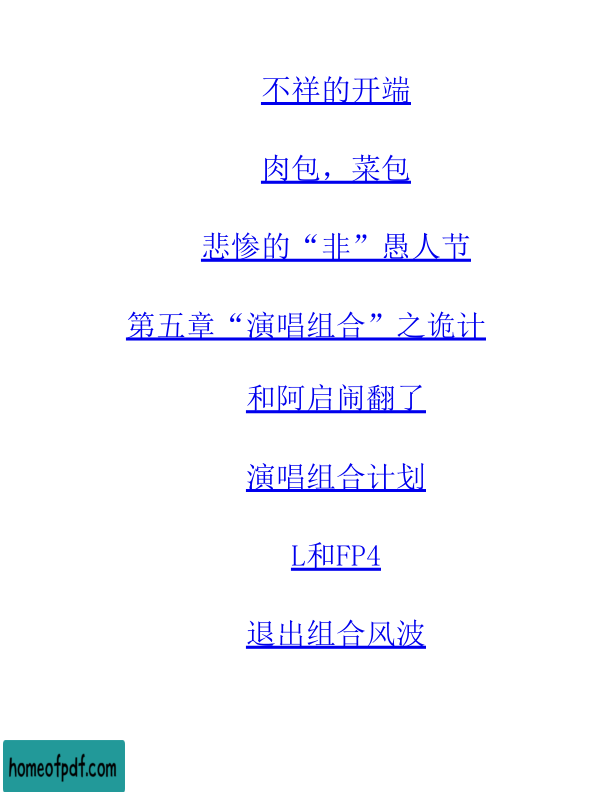 不祥的开端
肉包，菜包
悲惨的“非”愚人节
第五章“演唱组合”之诡计
和阿启闹翻了
演唱组合计划
L和FP4
退出组合风波
homeofpdf.com